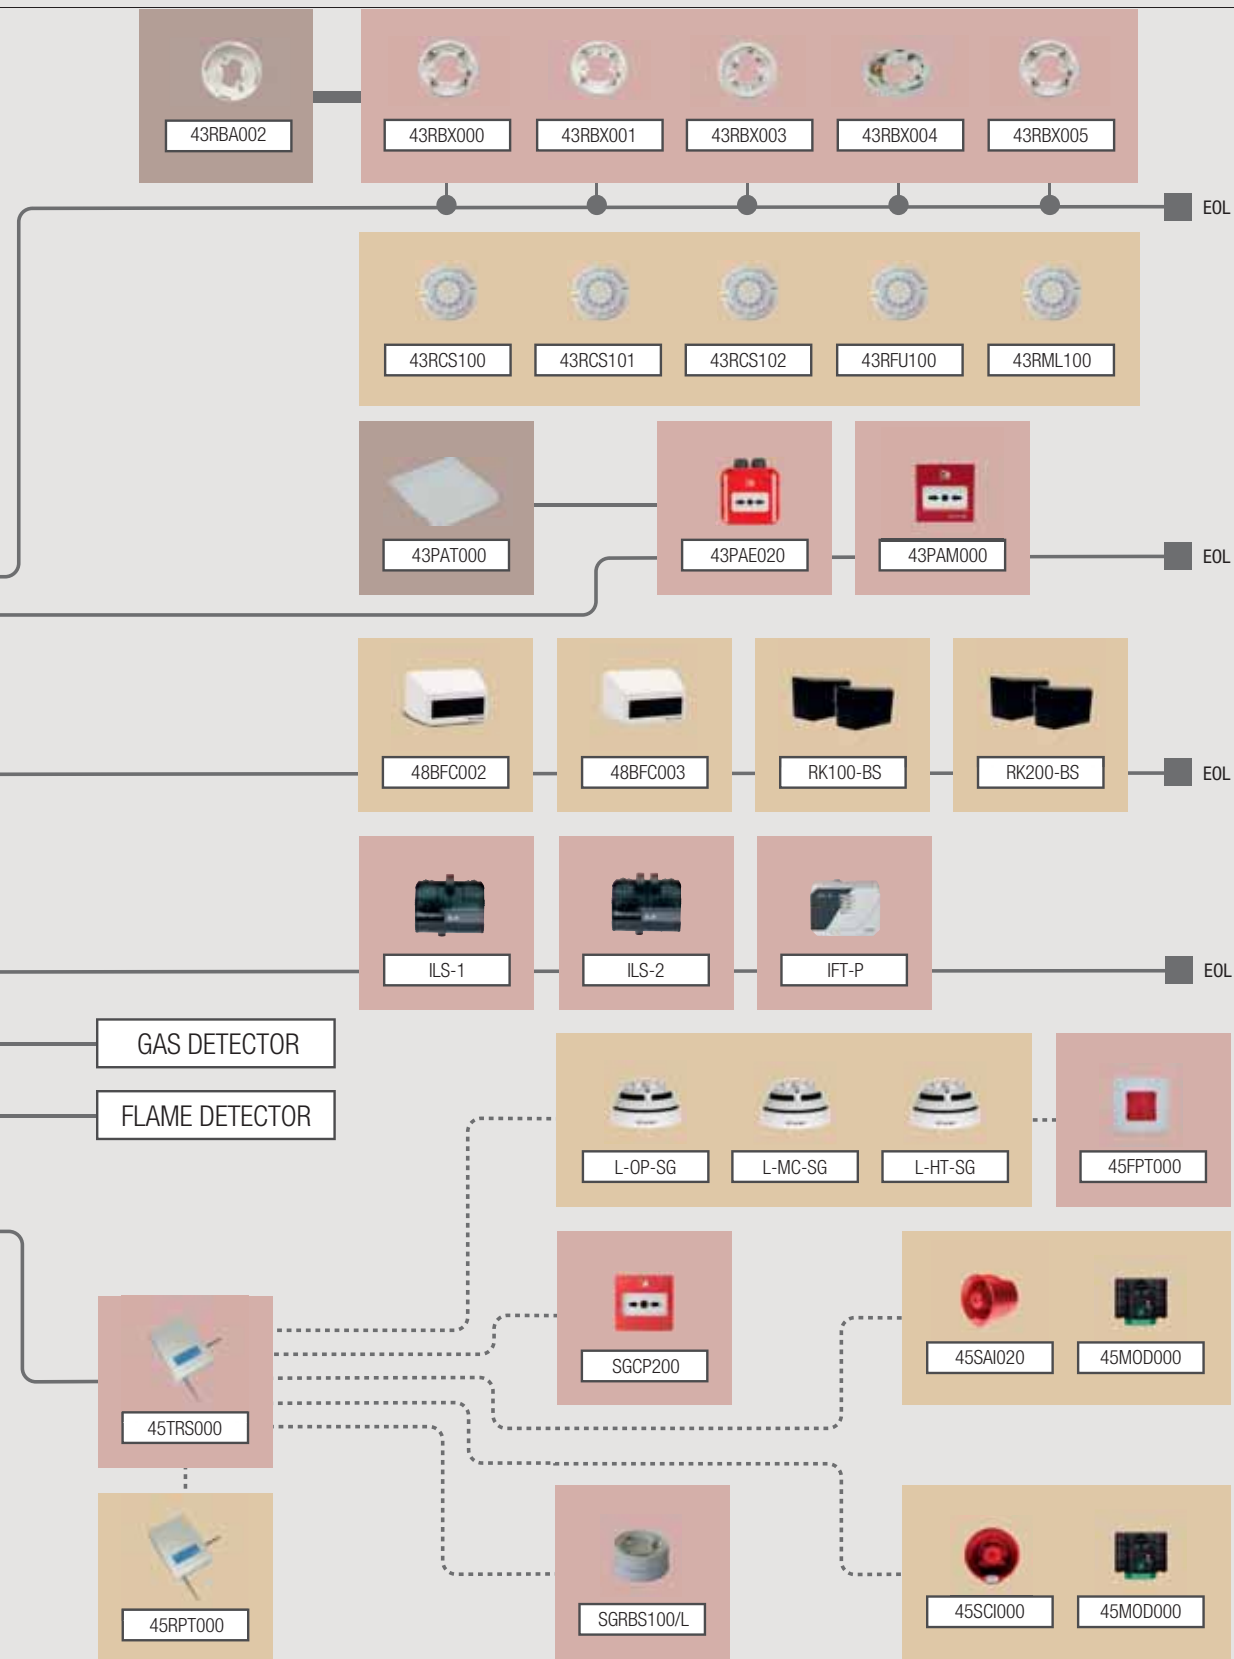 43RBA002
43RBX000
43RBX001
43RBX003
43RBX004
43RBX005
EOL
43RCS100
43RCS101
43RCS102
43RFU100
43RML100
43PAT000
43PAE020
43PAM000
EOL
48BFC002
48BFC003
RK100-BS
RK200-BS
EOL
ILS-1
ILS-2
IFT-P
EOL
GAS DETECTOR
FLAME DETECTOR
L-OP-SG
L-MC-SG
L-HT-SG
45FPT000
SGCP200
45SAI020
45MOD000
45TRS000
45RPT000
SGRBS100/L
45SCI000
45MOD000